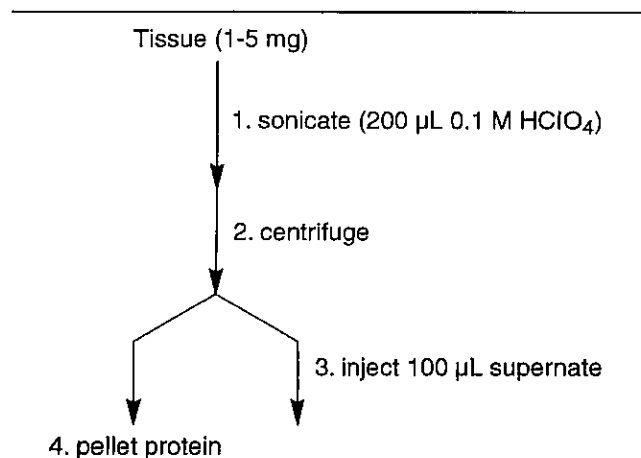 Tissue (1-5 mg)
1. sonicate (200 µL 0.1 M HClO₄)
2. centrifuge
3. inject 100 µL supernate
4. pellet protein